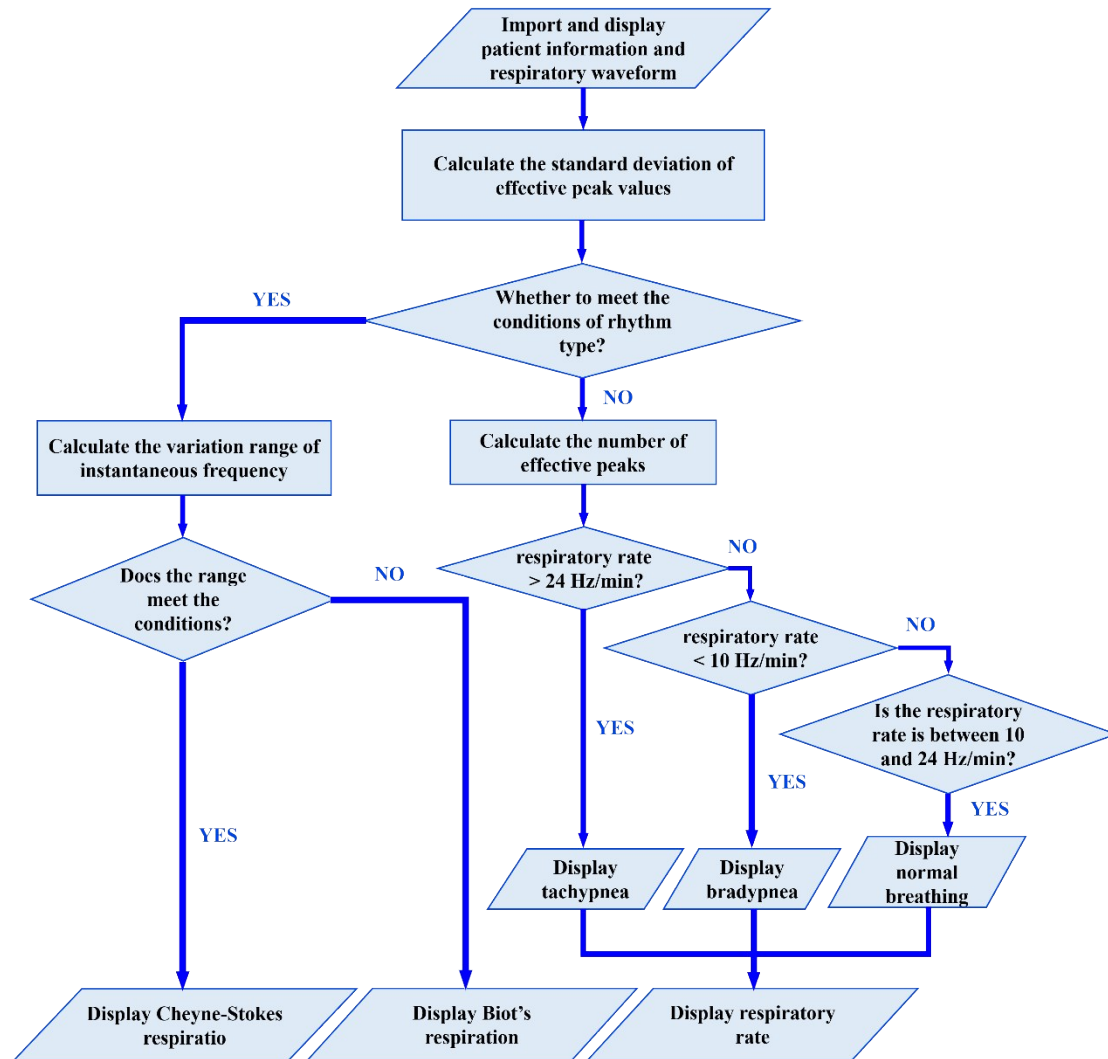 Import and display
patient information and
respiratory waveform
Calculate the standard deviation of
effective peak values
Whether to meet the
conditions of rhythm
type?
YES
NO
Calculate the variation range of
instantaneous frequency
Calculate the number of
effective peaks
Does the range
meet the
conditions?
NO
YES
respiratory rate
> 24 Hz/min?
NO
YES
respiratory rate
< 10 Hz/min?
NO
YES
Is the respiratory
rate is between 10
and 24 Hz/min?
YES
Display
tachypnea
Display
bradypnea
Display
normal
breathing
Display Cheyne-Stokes
respiratio
Display Biot's
respiration
Display respiratory
rate